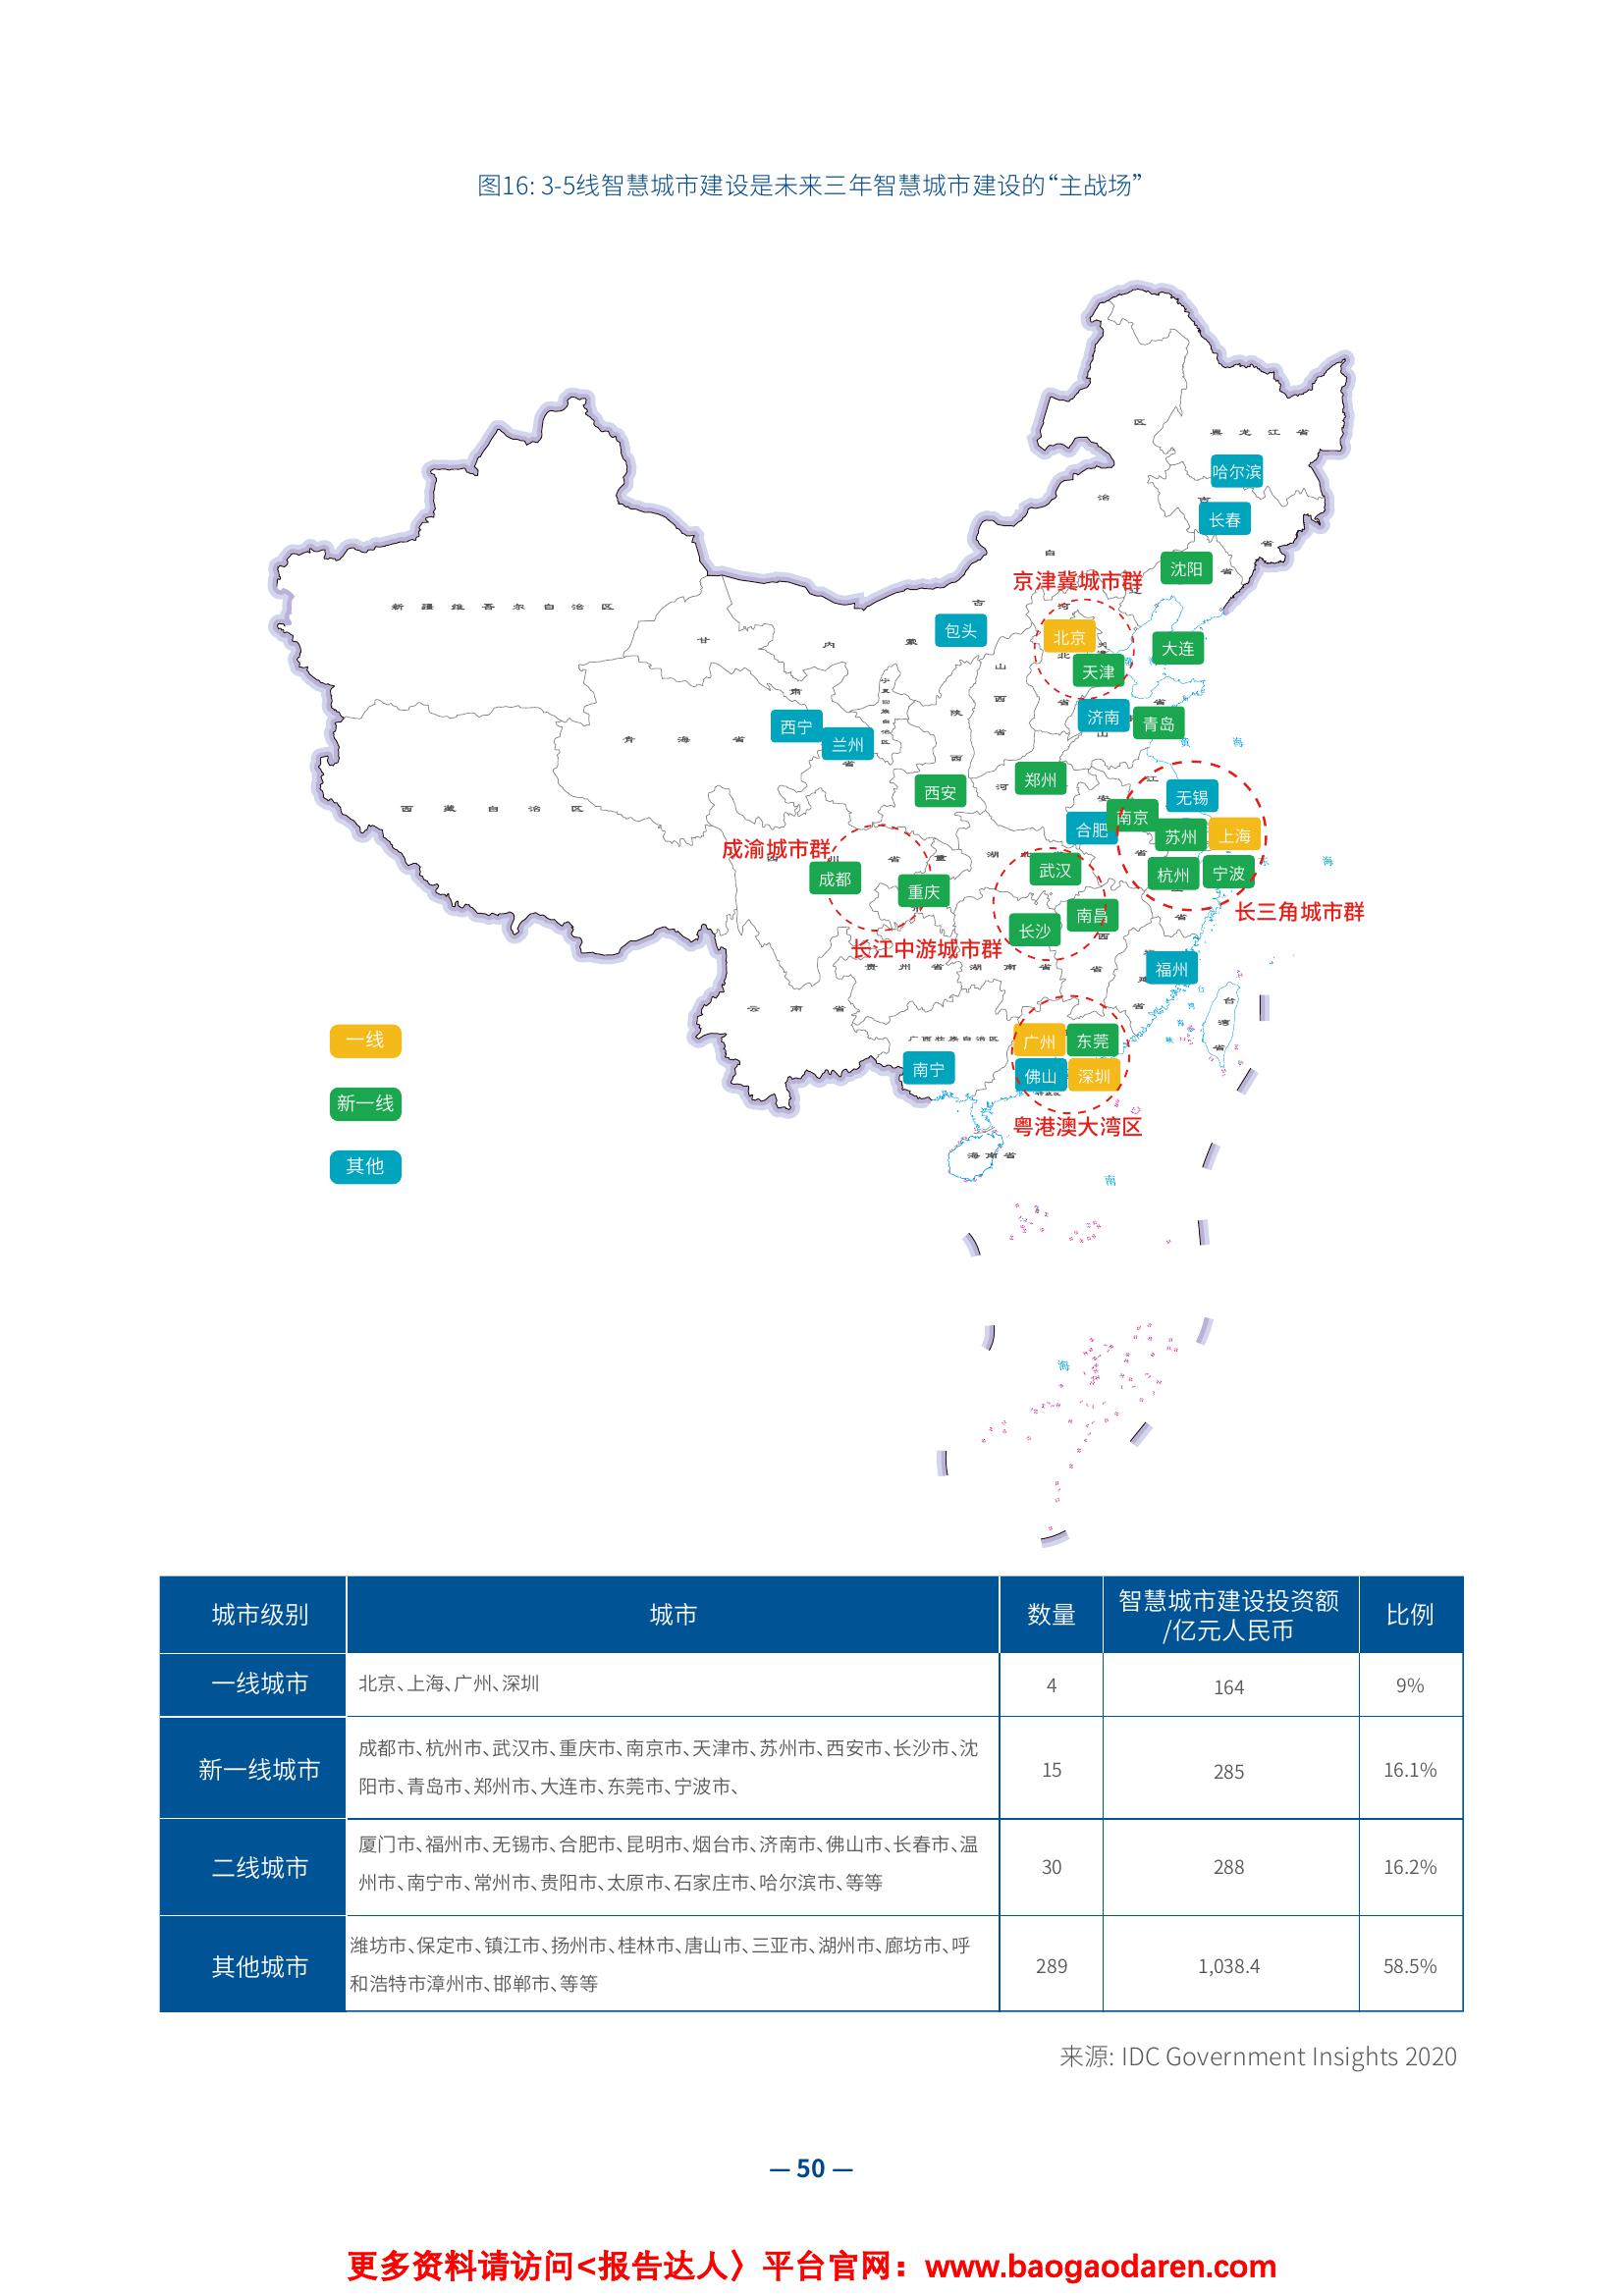 图16: 3-5线智慧城市建设是未来三年智慧城市建设的“主战场”
区
黑 龙 江 省
哈尔滨
治
长春
省
自
沈阳
省
京津冀城市群
新 疆 维 吾 尔 自 治 区
古
河
包头
北京
甘
内
蒙
北
大连
天津
山
宁夏回族自治区
肃
西宁
陕
西
省
济南
省
青岛
青 海 省
兰州
省
山
黄 海
省
西
西安
河
郑州
江
安
无锡
西 藏 自 治 区
合肥
南京
苏州
上海
成渝城市群
川
省
重
湖
北
省
海
成都
重庆
武汉
杭州
宁波
长三角城市群
南昌
长沙
西
省
长江中游城市群
贵 州 省 湖 南 省
省
福州
云 南 省
省
台
湾
省
一线
广西壮族自治区
广州
东莞
南宁
佛山
深圳
新一线
粤港澳大湾区
海南省
其他
南
海
城市级别
城市
数量
智慧城市建设投资额
/亿元人民币
比例
一线城市
北京、上海、广州、深圳
4
164
9%
新一线城市
成都市、杭州市、武汉市、重庆市、南京市、天津市、苏州市、西安市、长沙市、沈
阳市、青岛市、郑州市、大连市、东莞市、宁波市、
15
285
16.1%
二线城市
厦门市、福州市、无锡市、合肥市、昆明市、烟台市、济南市、佛山市、长春市、温
州市、南宁市、常州市、贵阳市、太原市、石家庄市、哈尔滨市、等等
30
288
16.2%
其他城市
潍坊市、保定市、镇江市、扬州市、桂林市、唐山市、三亚市、湖州市、廊坊市、呼
和浩特市漳州市、邯郸市、等等
289
1,038.4
58.5%
来源: IDC Government Insights 2020
— 50 —
更多资料请访问<报告达人〉平台官网：www.baogaodaren.com